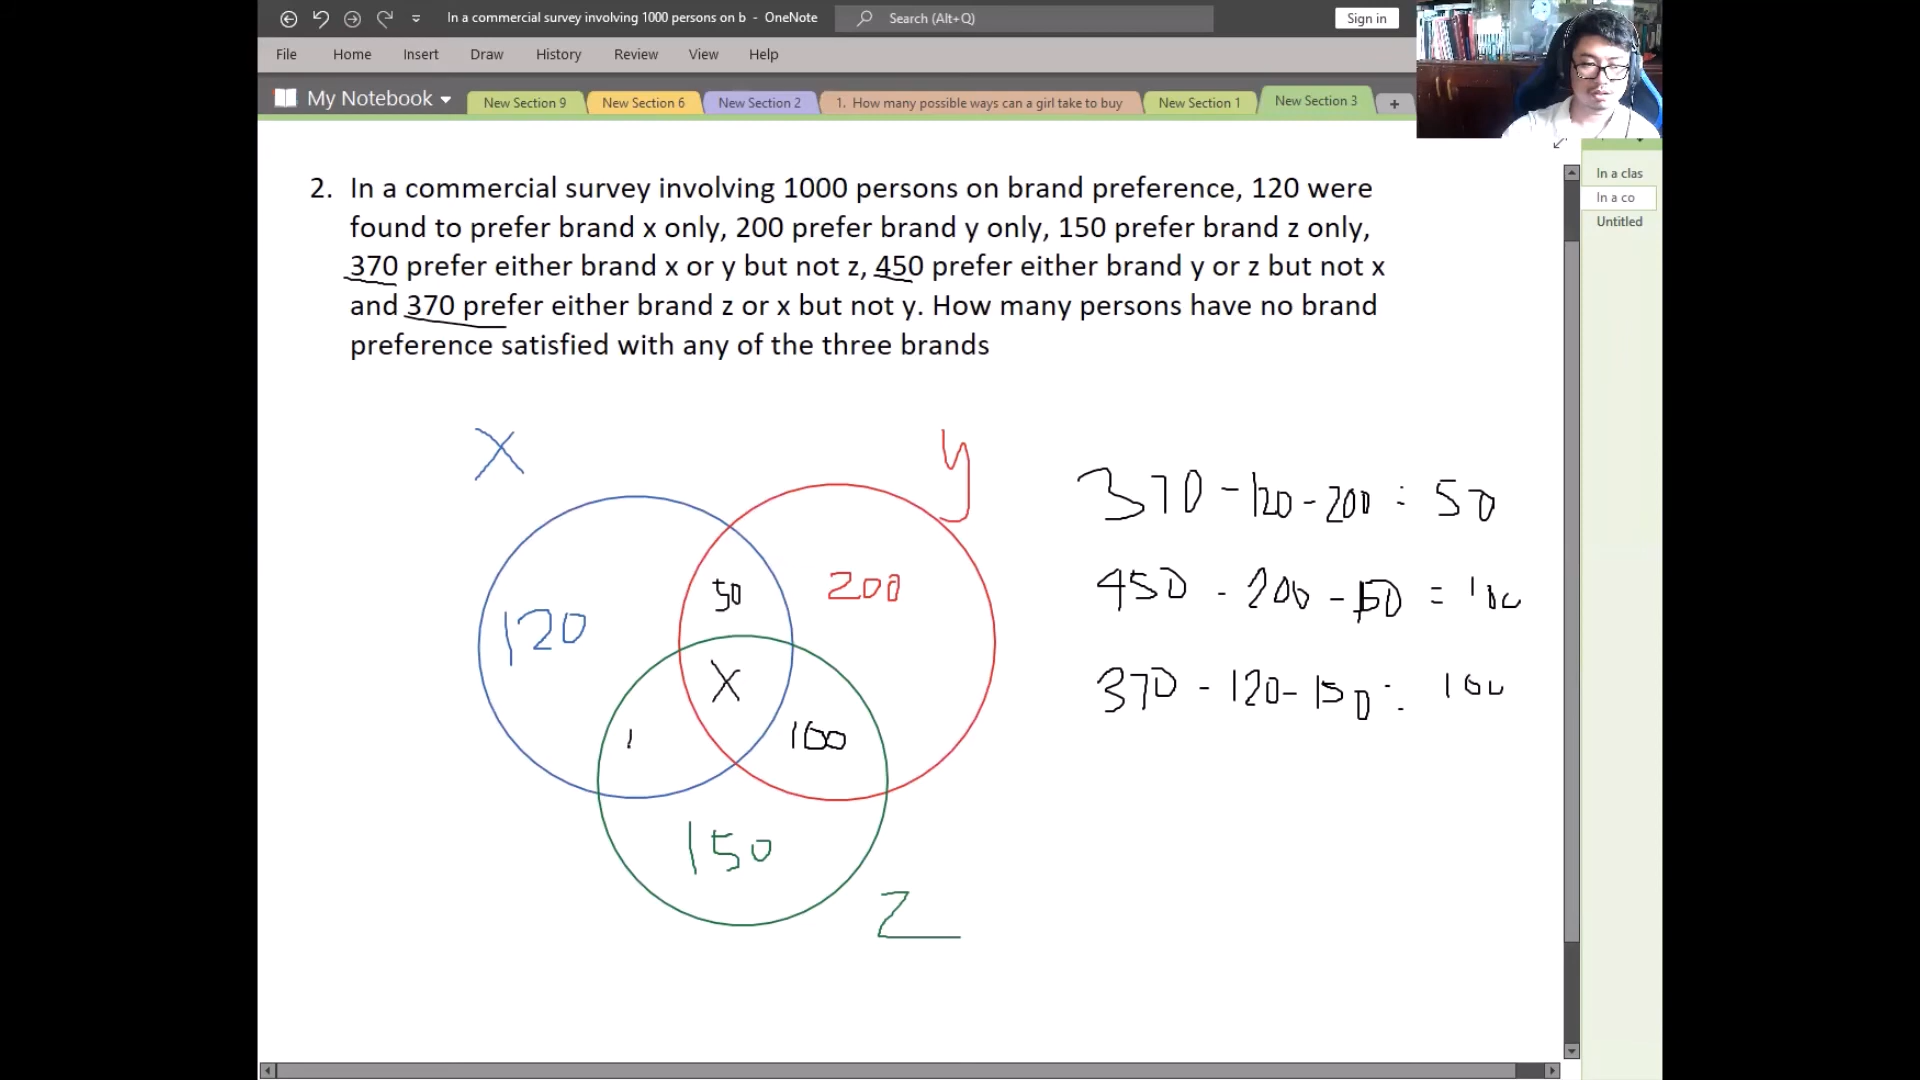 In a commercial survey involving 1000 persons on b - OneNote
Search (Alt+Q)
Sign in
File Home Insert Draw History Review View Help
My Notebook
New Section 9
New Section 6
New Section 2
1. How many possible ways can a girl take to buy
New Section 1
New Section 3
+
In a clas
In a co
Untitled
2. In a commercial survey involving 1000 persons on brand preference, 120 were
found to prefer brand x only, 200 prefer brand y only, 150 prefer brand z only,
370 prefer either brand x or y but not z, 450 prefer either brand y or z but not x
and 370 prefer either brand z or x but not y. How many persons have no brand
preference satisfied with any of the three brands
X
y
120
50
200
X
1
100
150
Z
370 - 120 - 200 = 50
450 - 200 - 150 = 100
370 - 120 - 150 = 100